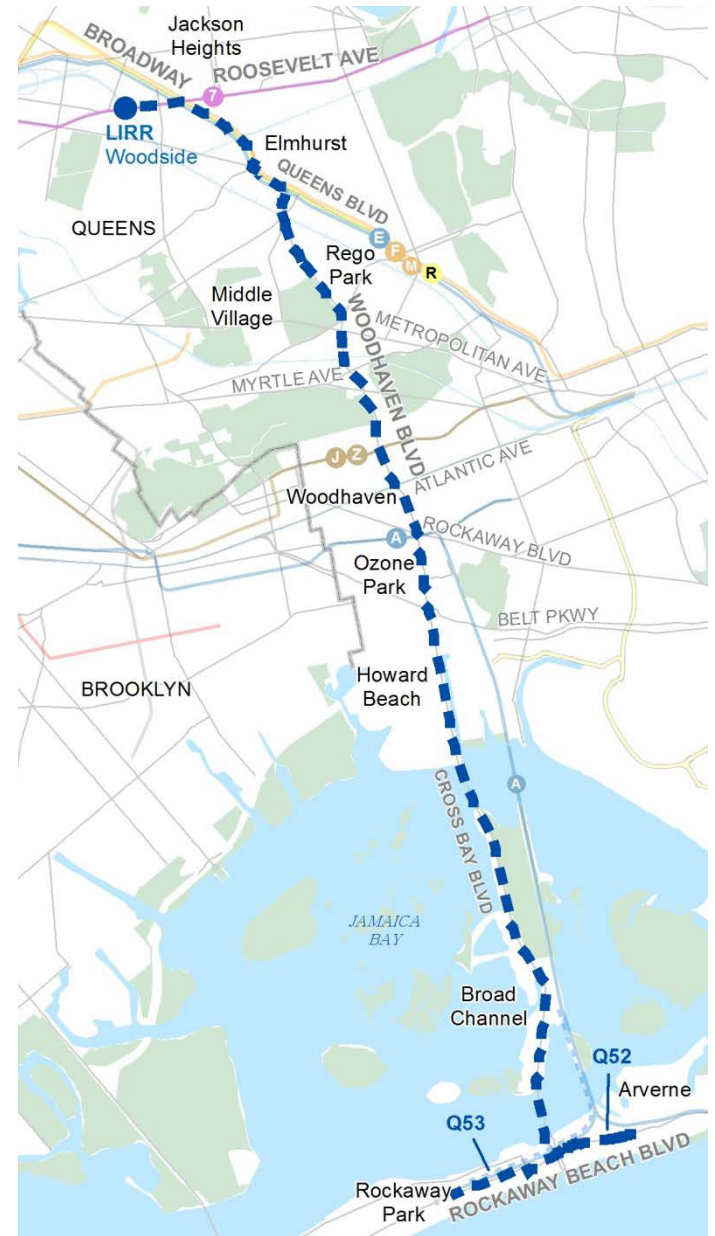 Jackson
Heights
BROADWAY
ROOSEVELT AVE
7
LIRR
Woodside
Elmhurst
QUEENS BLVD
QUEENS
E
F
M
R
Rego
Park
Middle
Village
WOODHAVEN BLVD
METROPOLITAN AVE
MYRTLE AVE
J
Z
ATLANTIC AVE
Woodhaven
ROCKAWAY BLVD
A
Ozone
Park
BELT PKWY
Howard
Beach
BROOKLYN
A
CROSS BAY BLVD
JAMAICA
BAY
Broad
Channel
Q52
Arverne
Q53
Rockaway
Park
ROCKAWAY BEACH BLVD